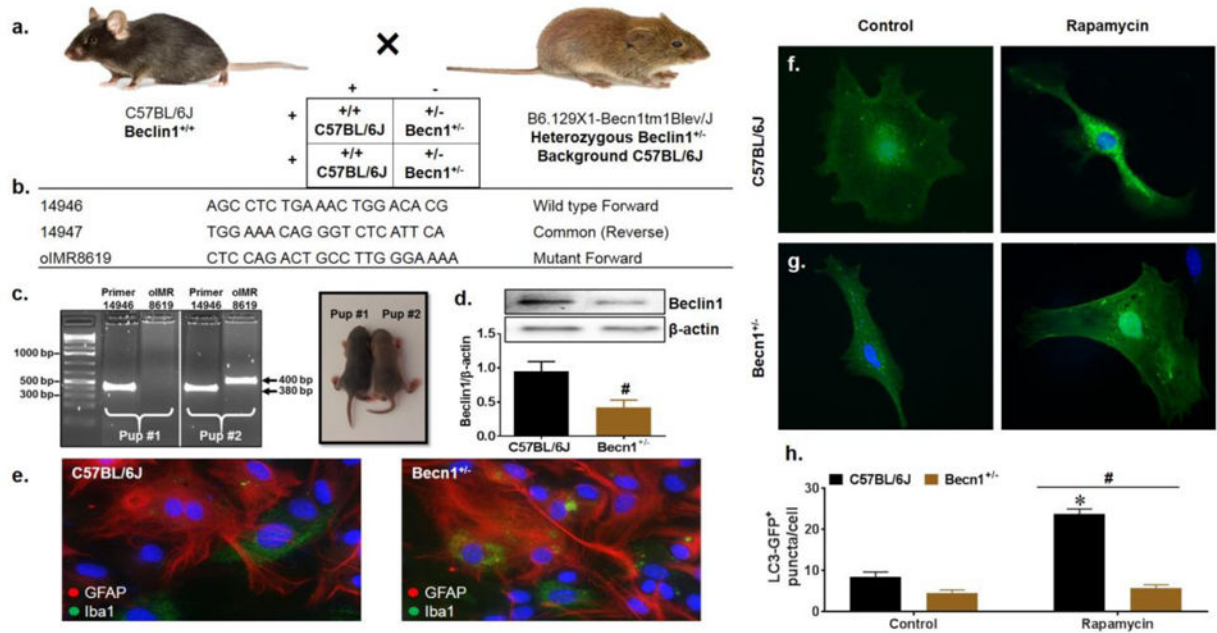 a.
C57BL/6J
Beclin1+/+
×
+ -
+ +/+ +/-
C57BL/6J Becn1+/-
+ +/+ +/-
C57BL/6J Becn1+/-
B6.129X1-Becn1tm1Blev/J
Heterozygous Beclin1+/-
Background C57BL/6J
b.
14946 AGC CTC TGA AAC TGG ACA CG Wild type Forward
14947 TGG AAA CAG GGT CTC ATT CA Common (Reverse)
oIMR8619 CTC CAG ACT GCC TTG GGA AAA Mutant Forward
c.
Primer oIMR Primer oIMR
14946 8619 14946 8619
1000 bp
500 bp
300 bp
400 bp
380 bp
Pup #1 Pup #2
Pup #1 Pup #2
d.
Beclin1
β-actin
Beclin1/β-actin
1.5
1.0
0.5
0.0
#
C57BL/6J Becn1+/-
e.
C57BL/6J
GFAP
Iba1
Becn1+/-
GFAP
Iba1
Control Rapamycin
f.
C57BL/6J
g.
Becn1+/-
h.
C57BL/6J Becn1+/-
LC3-GFP+
puncta/cell
30
20
10
0
#
*
Control Rapamycin